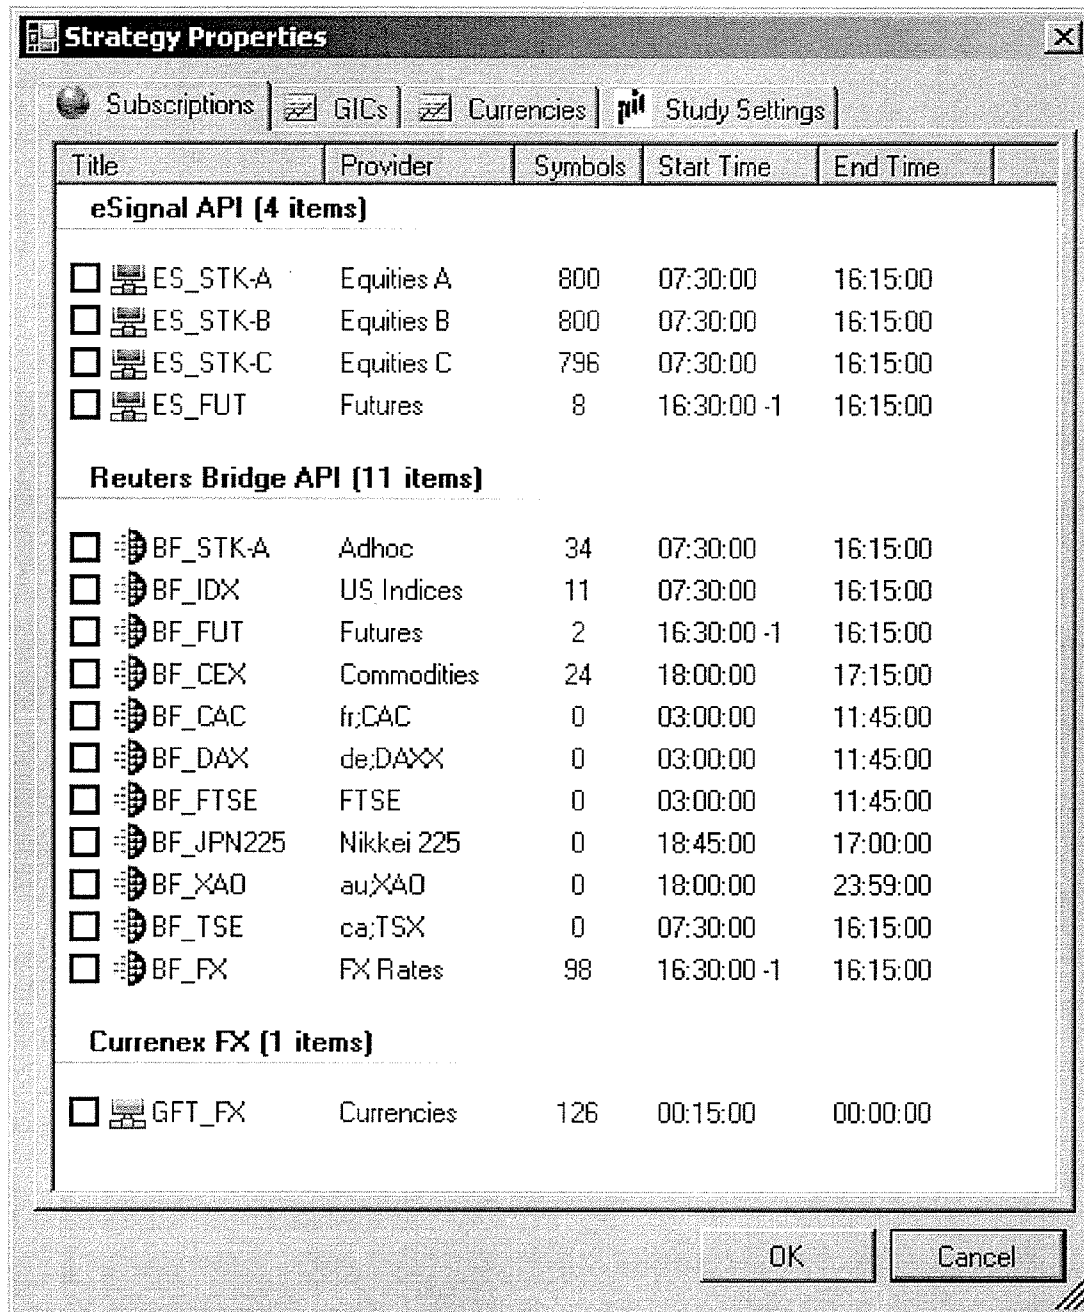 Strategy Properties
Subscriptions GICs Currencies Study Settings
Title Provider Symbols Start Time End Time
eSignal API (4 items)
ES_STK-A Equities A 800 07:30:00 16:15:00
ES_STK-B Equities B 800 07:30:00 16:15:00
ES_STK-C Equities C 796 07:30:00 16:15:00
ES_FUT Futures 8 16:30:00 -1 16:15:00
Reuters Bridge API (11 items)
BF_STK-A Adhoc 34 07:30:00 16:15:00
BF_IDX US Indices 11 07:30:00 16:15:00
BF_FUT Futures 2 16:30:00 -1 16:15:00
BF_CEX Commodities 24 18:00:00 17:15:00
BF_CAC fr;CAC 0 03:00:00 11:45:00
BF_DAX de;DAXX 0 03:00:00 11:45:00
BF_FTSE FTSE 0 03:00:00 11:45:00
BF_JPN225 Nikkei 225 0 18:45:00 17:00:00
BF_XAO au;XAO 0 18:00:00 23:59:00
BF_TSE ca;TSX 0 07:30:00 16:15:00
BF_FX FX Rates 98 16:30:00 -1 16:15:00
Currenex FX (1 items)
GFT_FX Currencies 126 00:15:00 00:00:00
OK Cancel